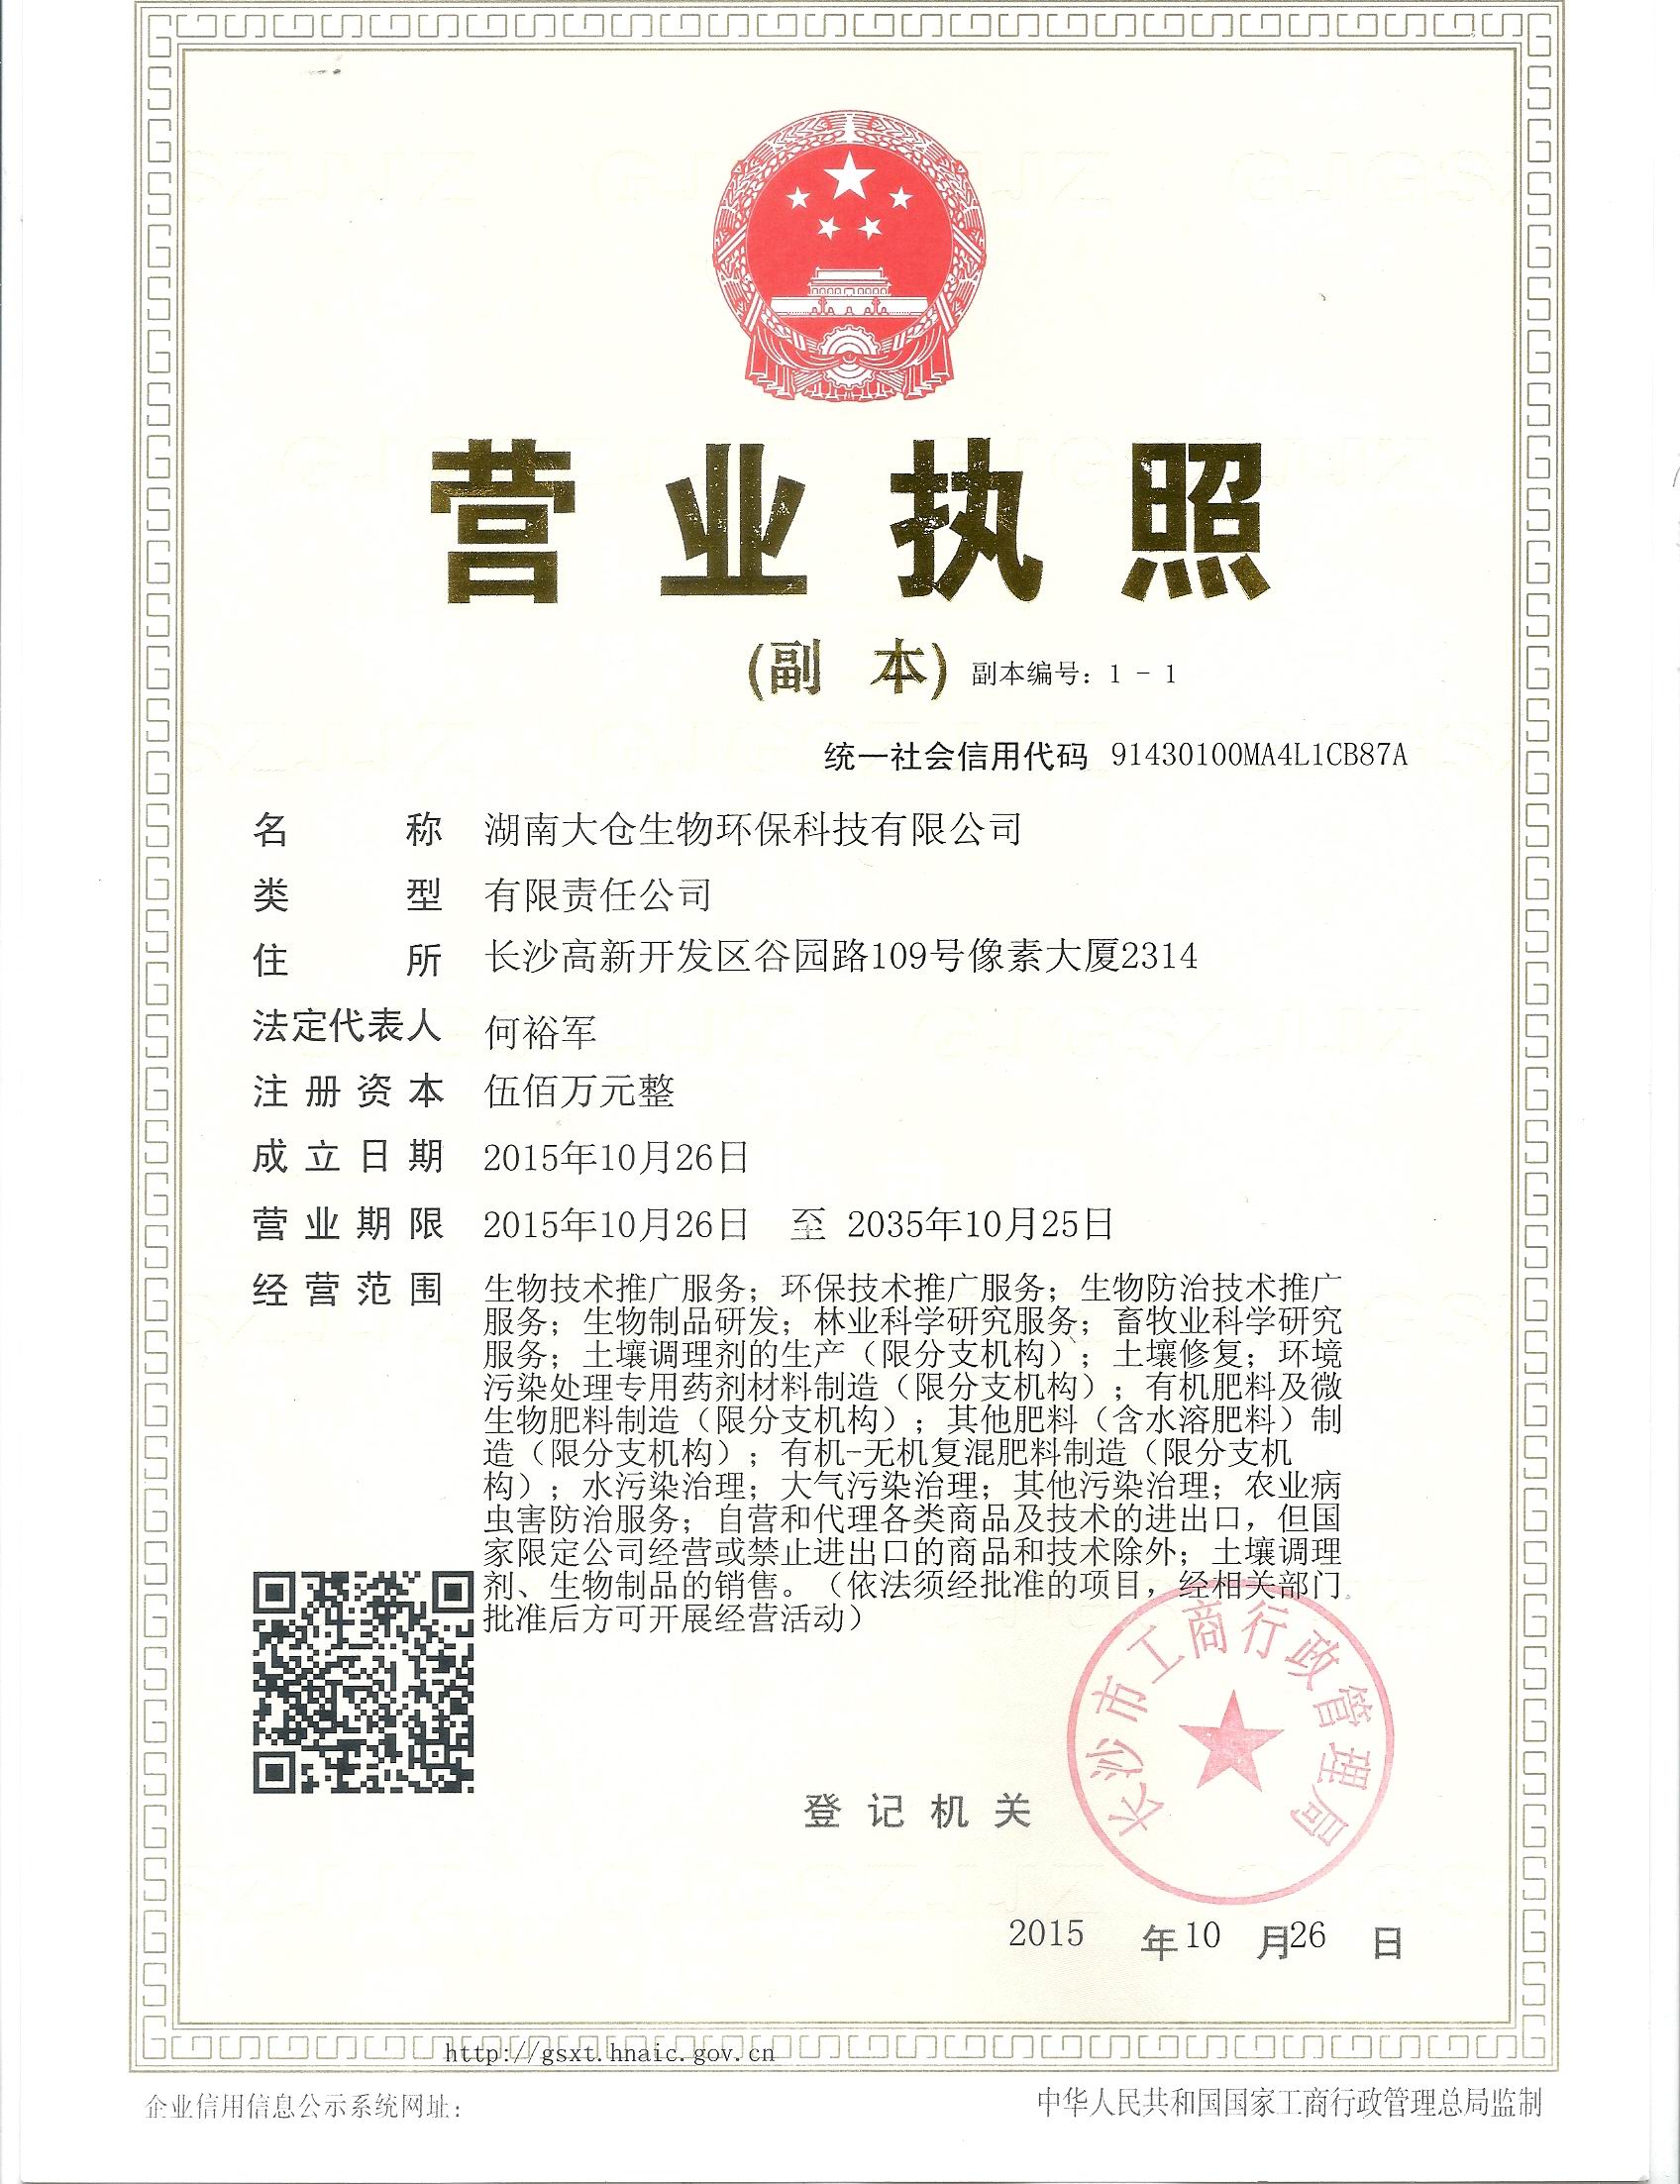 营业执照
(副 本) 副本编号：1 - 1
统一社会信用代码 91430100MA4L1CB87A
名 称 湖南大仓生物环保科技有限公司
类 型 有限责任公司
住 所 长沙高新开发区谷园路109号像素大厦2314
法定代表人 何裕军
注册资本 伍佰万元整
成立日期 2015年10月26日
营业期限 2015年10月26日 至 2035年10月25日
经营范围 生物技术推广服务；环保技术推广服务；生物防治技术推广
服务；生物制品研发；林业科学研究服务；畜牧业科学研究
服务；土壤调理剂的生产（限分支机构）；土壤修复；环境
污染处理专用药剂材料制造（限分支机构）；有机肥料及微
生物肥料制造（限分支机构）；其他肥料（含水溶肥料）制
造（限分支机构）；有机-无机复混肥料制造（限分支机
构）；水污染治理；大气污染治理；其他污染治理；农业病
虫害防治服务；自营和代理各类商品及技术的进出口，但国
家限定公司经营或禁止进出口的商品和技术除外；土壤调理
剂、生物制品的销售。（依法须经批准的项目，经相关部门
批准后方可开展经营活动）
长沙市工商行政管理局
登记机关
2015 年 10 月 26 日
http://gsxt.hnaic.gov.cn
企业信用信息公示系统网址：
中华人民共和国国家工商行政管理总局监制